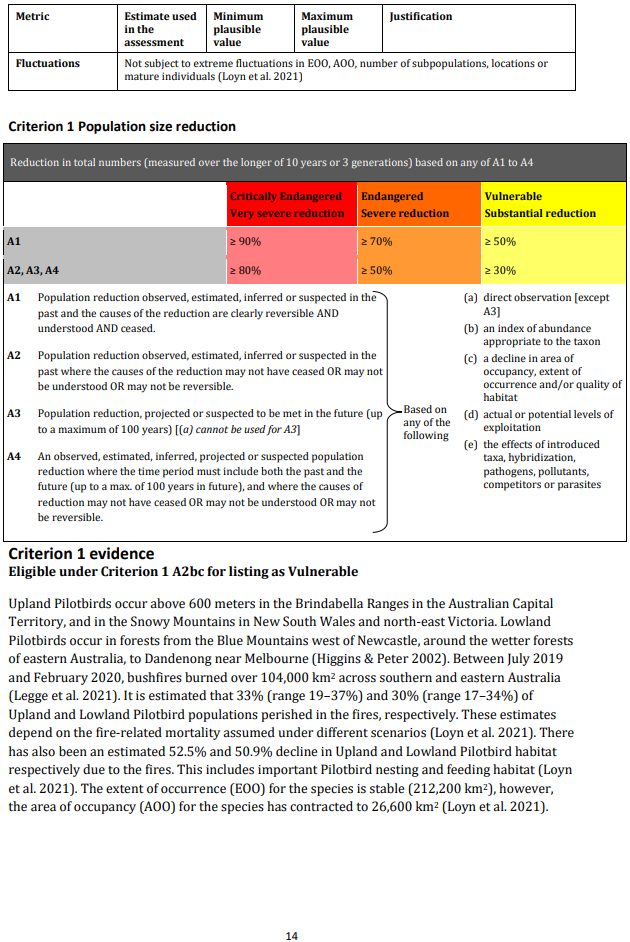 Metric
Estimate used in the assessment
Minimum plausible value
Maximum plausible value
Justification
Fluctuations
Not subject to extreme fluctuations in EOO, AOO, number of subpopulations, locations or
mature individuals (Loyn et al. 2021)
Criterion 1 Population size reduction
Reduction in total numbers (measured over the longer of 10 years or 3 generations) based on any of A1 to A4
Critically Endangered
Very severe reduction
Endangered
Severe reduction
Vulnerable
Substantial reduction
A1
≥ 90%
≥ 70%
≥ 50%
A2, A3, A4
≥ 80%
≥ 50%
≥ 30%
A1 Population reduction observed, estimated, inferred or suspected in the
past and the causes of the reduction are clearly reversible AND
understood AND ceased.
A2 Population reduction observed, estimated, inferred or suspected in the
past where the causes of the reduction may not have ceased OR may not
be understood OR may not be reversible.
A3 Population reduction, projected or suspected to be met in the future (up
to a maximum of 100 years) [(a) cannot be used for A3]
A4 An observed, estimated, inferred, projected or suspected population
reduction where the time period must include both the past and the
future (up to a max. of 100 years in future), and where the causes of
reduction may not have ceased OR may not be understood OR may not
be reversible.
Based on
any of the
following
(a) direct observation [except
A3]
(b) an index of abundance
appropriate to the taxon
(c) a decline in area of
occupancy, extent of
occurrence and/or quality of
habitat
(d) actual or potential levels of
exploitation
(e) the effects of introduced
taxa, hybridization,
pathogens, pollutants,
competitors or parasites
Criterion 1 evidence
Eligible under Criterion 1 A2bc for listing as Vulnerable
Upland Pilotbirds occur above 600 meters in the Brindabella Ranges in the Australian Capital
Territory, and in the Snowy Mountains in New South Wales and north-east Victoria. Lowland
Pilotbirds occur in forests from the Blue Mountains west of Newcastle, around the wetter forests
of eastern Australia, to Dandenong near Melbourne (Higgins & Peter 2002). Between July 2019
and February 2020, bushfires burned over 104,000 km² across southern and eastern Australia
(Legge et al. 2021). It is estimated that 33% (range 19–37%) and 30% (range 17–34%) of
Upland and Lowland Pilotbird populations perished in the fires, respectively. These estimates
depend on the fire-related mortality assumed under different scenarios (Loyn et al. 2021). There
has also been an estimated 52.5% and 50.9% decline in Upland and Lowland Pilotbird habitat
respectively due to the fires. This includes important Pilotbird nesting and feeding habitat (Loyn
et al. 2021). The extent of occurrence (EOO) for the species is stable (212,200 km²), however,
the area of occupancy (AOO) for the species has contracted to 26,600 km² (Loyn et al. 2021).
14